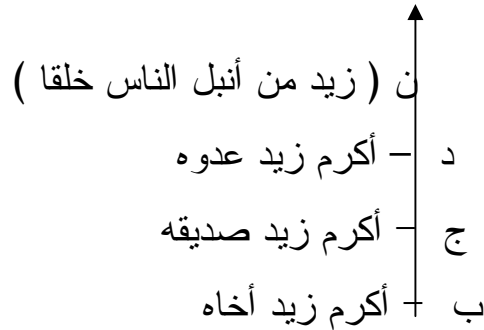 ن ( زيد من أنبل الناس خلقا )
د – أكرم زيد عدوه
ج – أكرم زيد صديقه
ب + أكرم زيد أخاه